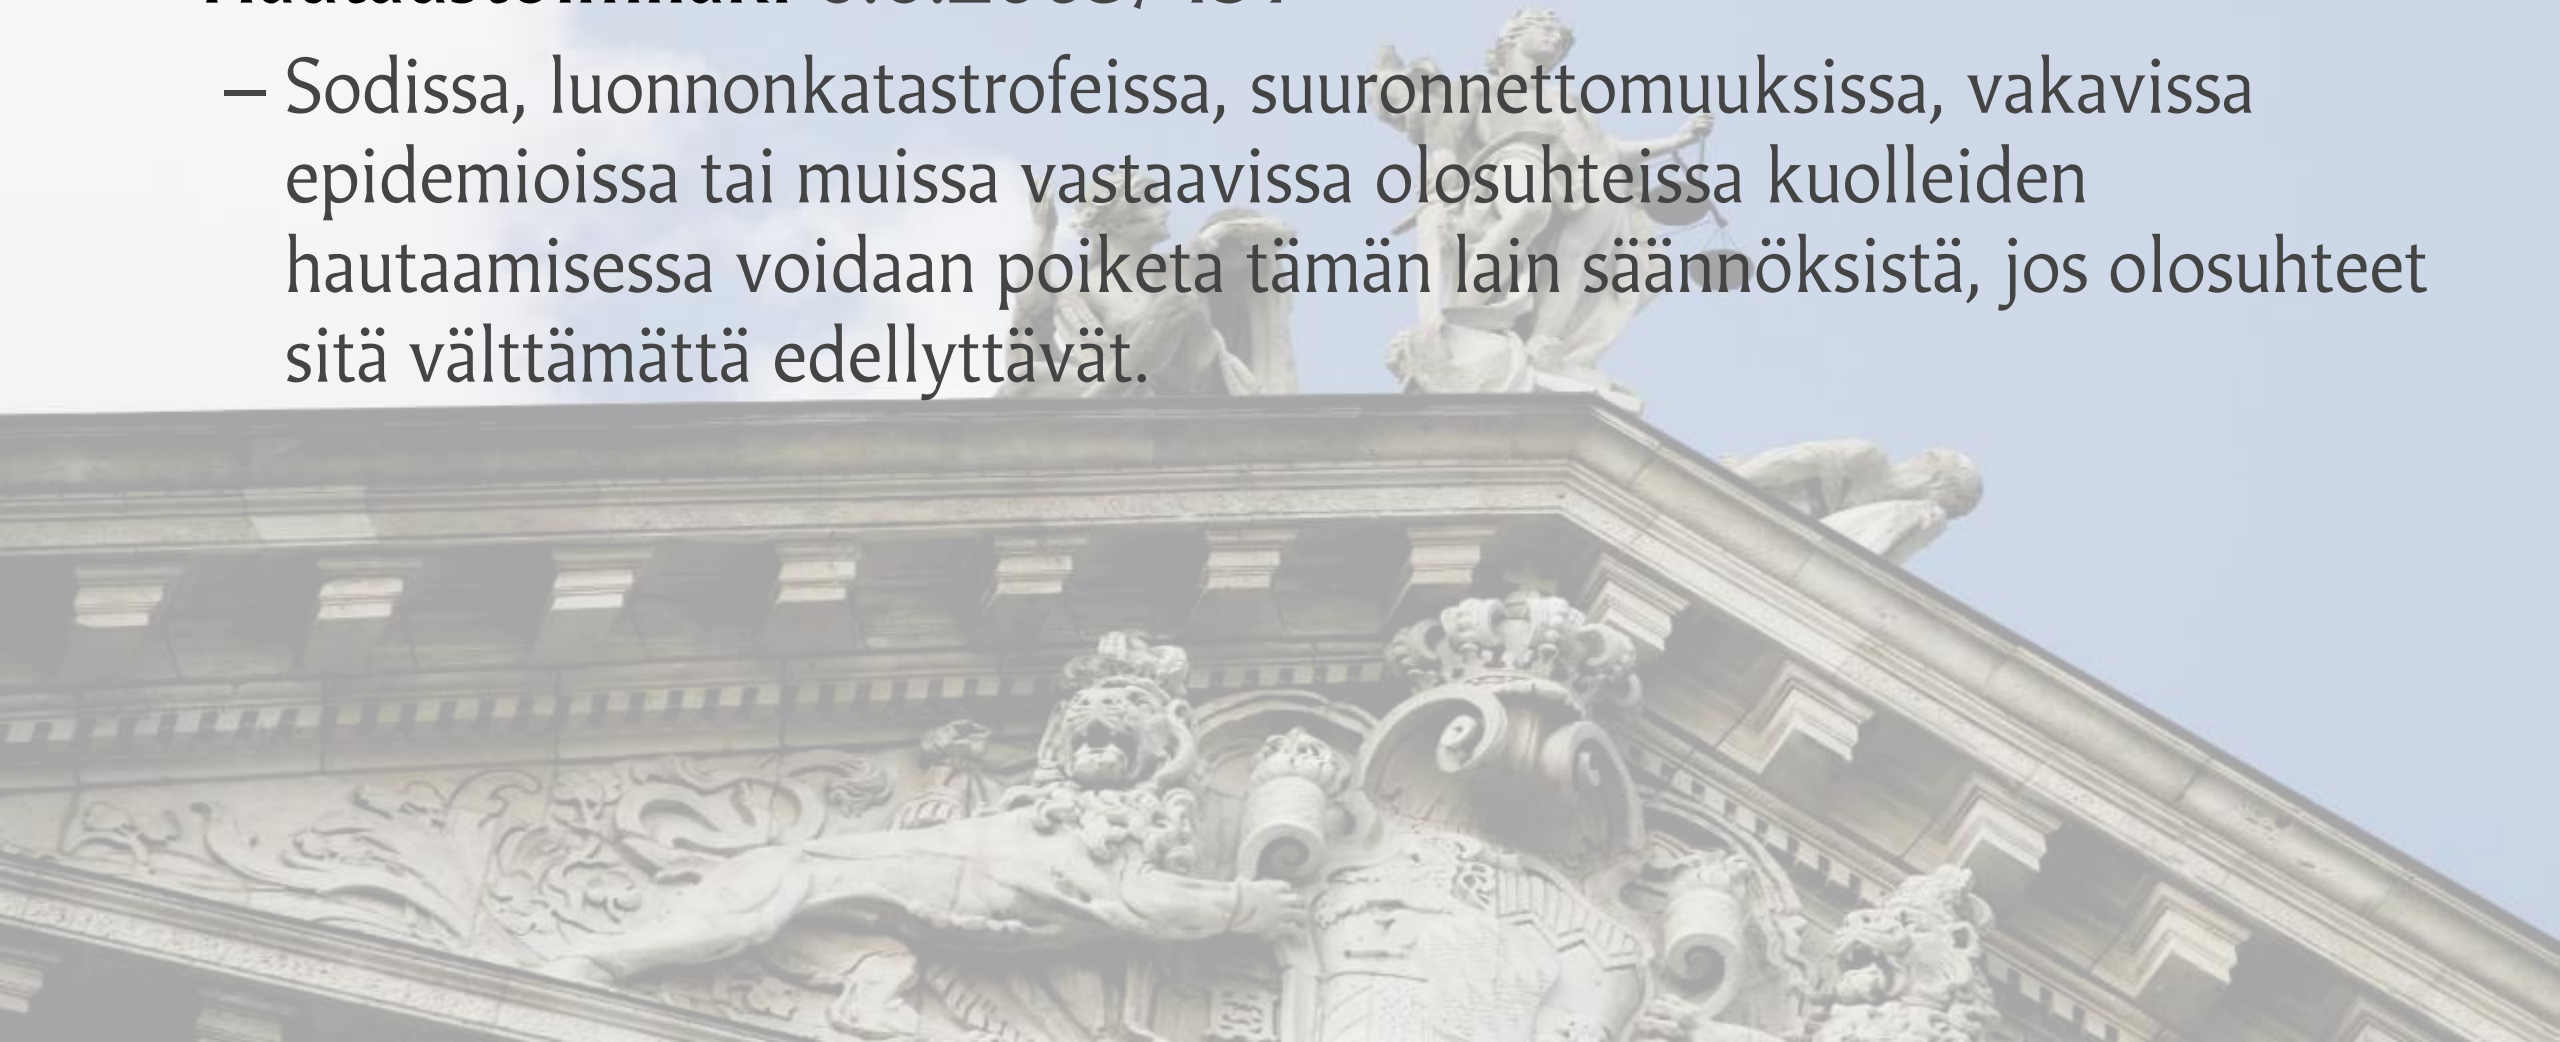 – Sodissa, luonnonkatastrofeissa, suuronnettomuuksissa, vakavissa
epidemioissa tai muissa vastaavissa olosuhteissa kuolleiden
hautaamisessa voidaan poiketa tämän lain säännöksistä, jos olosuhteet
sitä välttämättä edellyttävät.